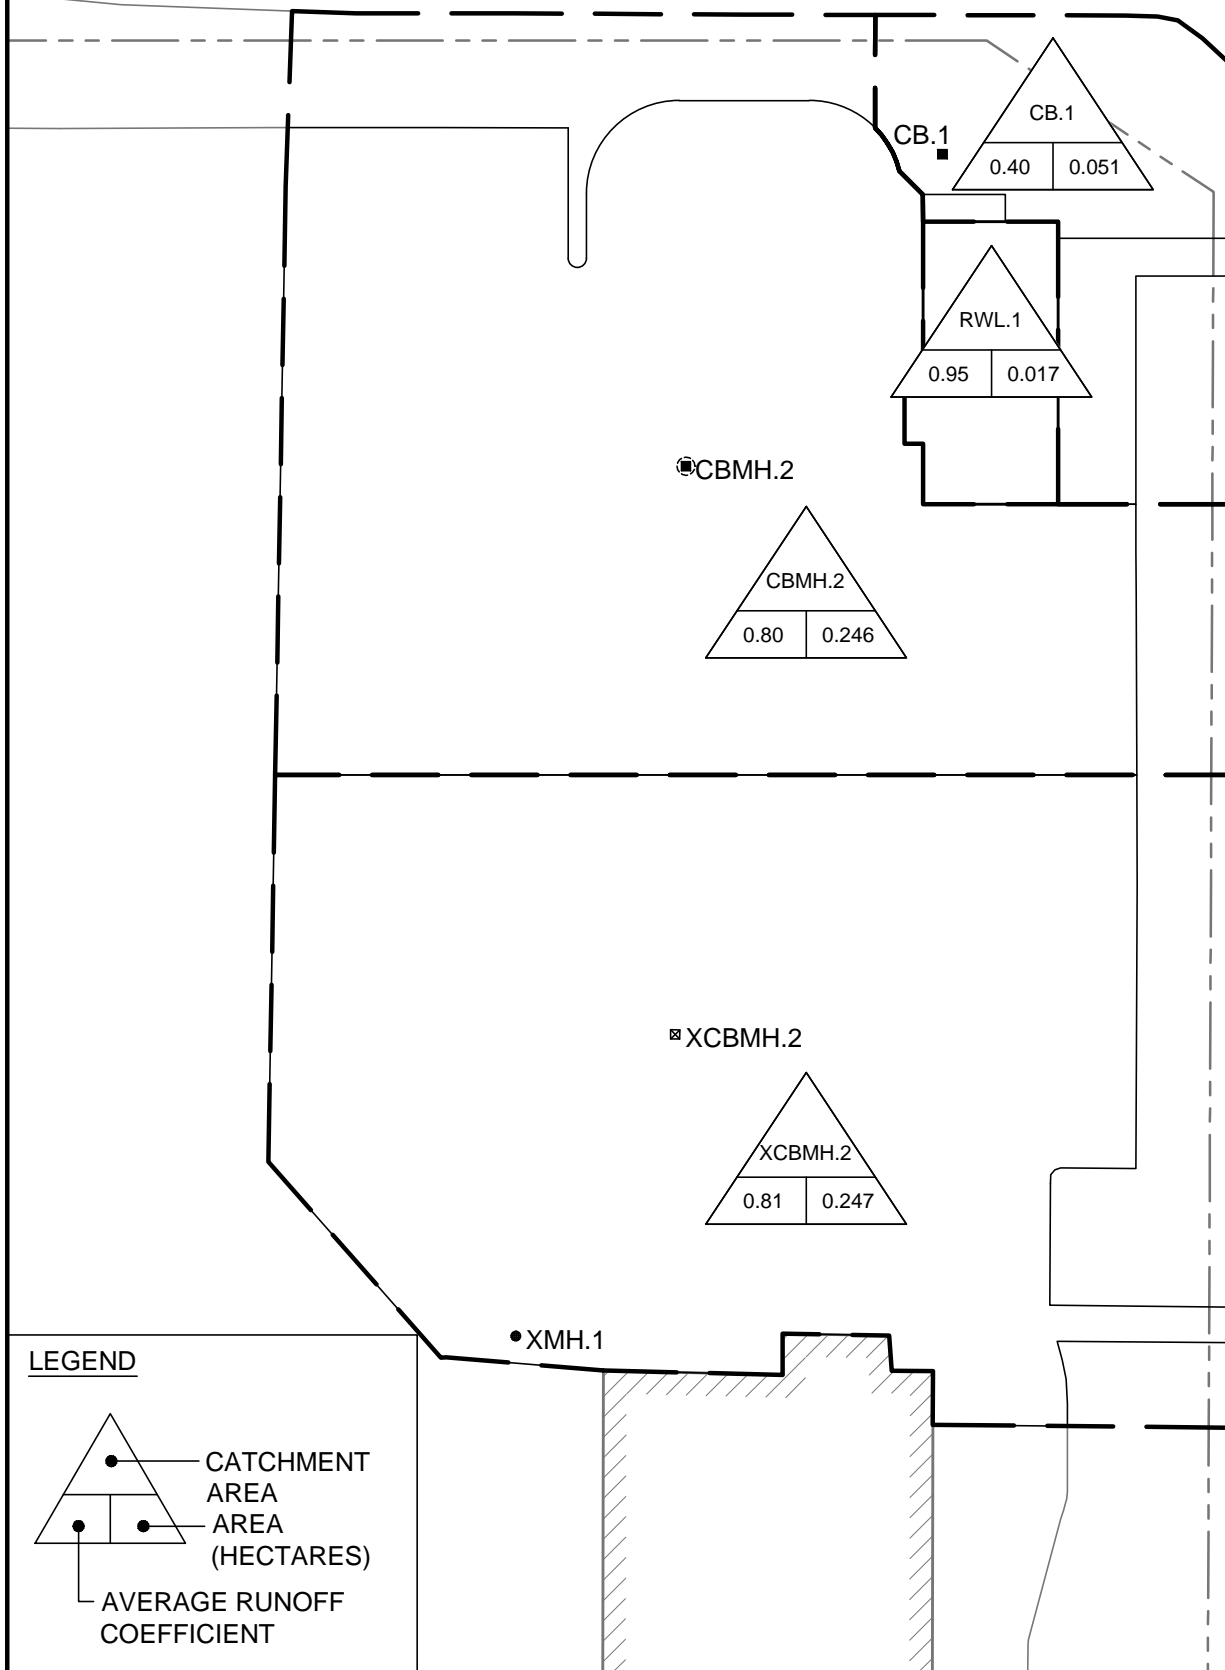 CB.1
CB.1
0.40 0.051
RWL.1
0.95 0.017
CBMH.2
CBMH.2
0.80 0.246
XCBMH.2
XCBMH.2
0.81 0.247
XMH.1
LEGEND
CATCHMENT
AREA
AREA
(HECTARES)
AVERAGE RUNOFF
COEFFICIENT